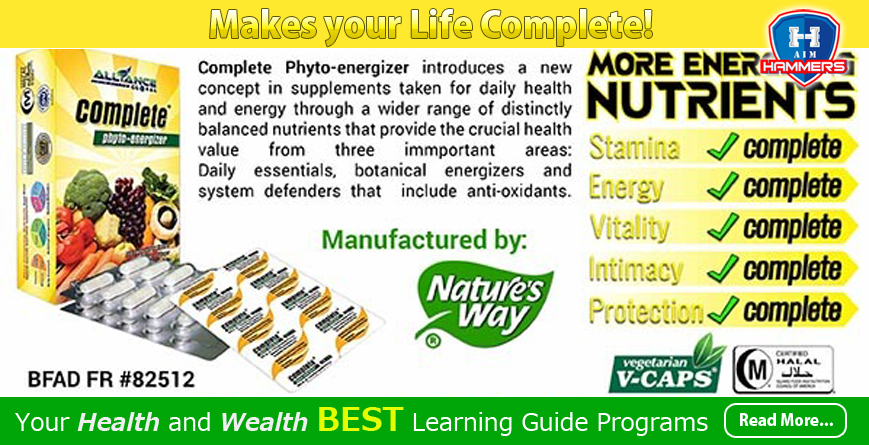 Makes your Life Complete!
H
AIM
HAMMERS
ALLIANCE
GLOBAL
complete
phyto-energizer
Complete Phyto-energizer introduces a new
concept in supplements taken for daily health
and energy through a wider range of distinctly
balanced nutrients that provide the crucial health
value from three immportant areas:
Daily essentials, botanical energizers and
system defenders that include anti-oxidants.
Manufactured by:
Nature's
Way
®
BFAD FR #82512
MORE ENERGIZING
NUTRIENTS
Stamina complete
Energy complete
Vitality complete
Intimacy complete
Protection complete
vegetarian
V-CAPS
M
CERTIFIED
HALAL
حلال
Your Health and Wealth BEST Learning Guide Programs
Read More...